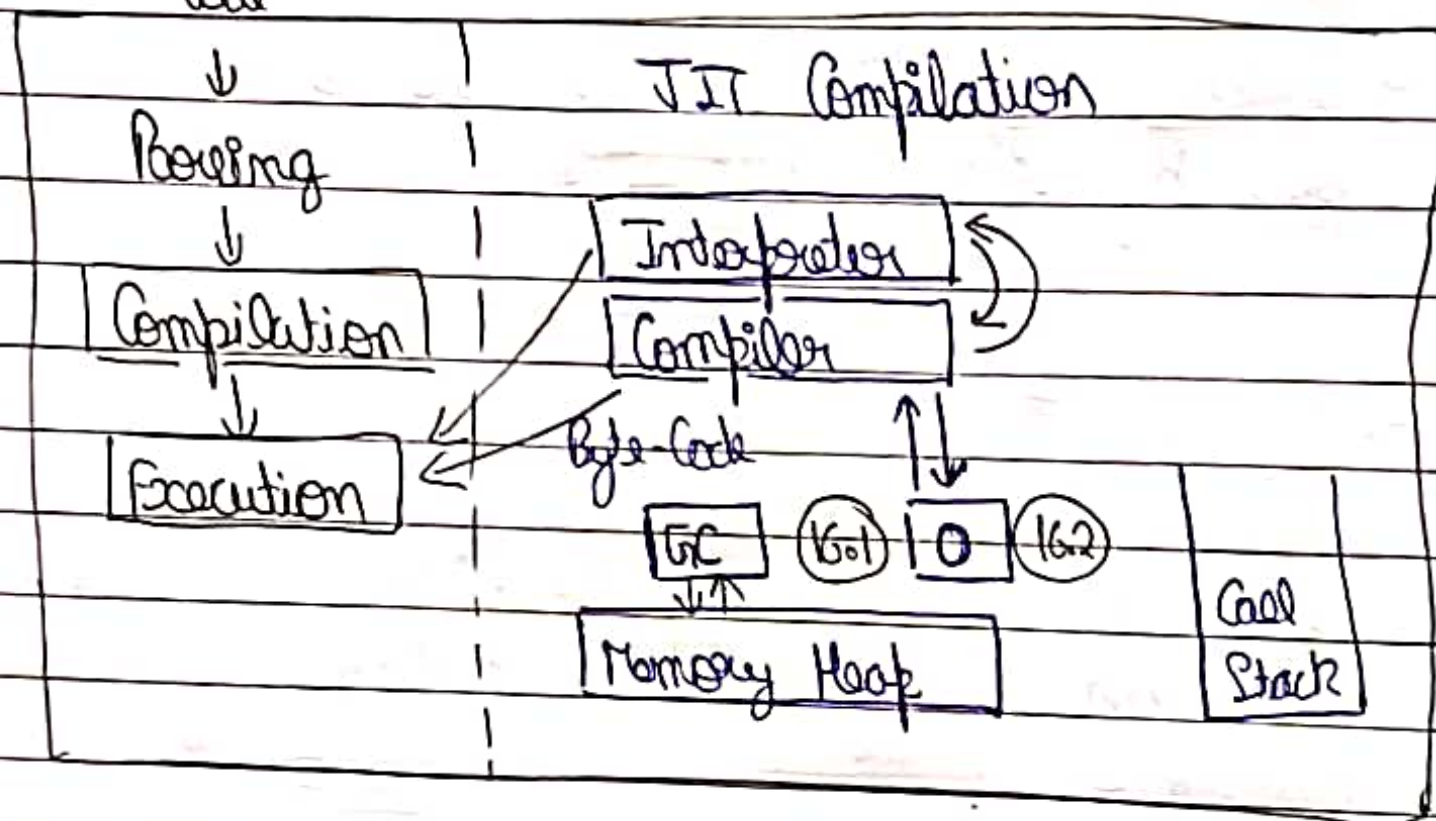 JIT Compilation
Parsing
Interpreter
Compilation
Compiler
Byte-Code
Execution
GC
O
Call
Stack
Memory Heap